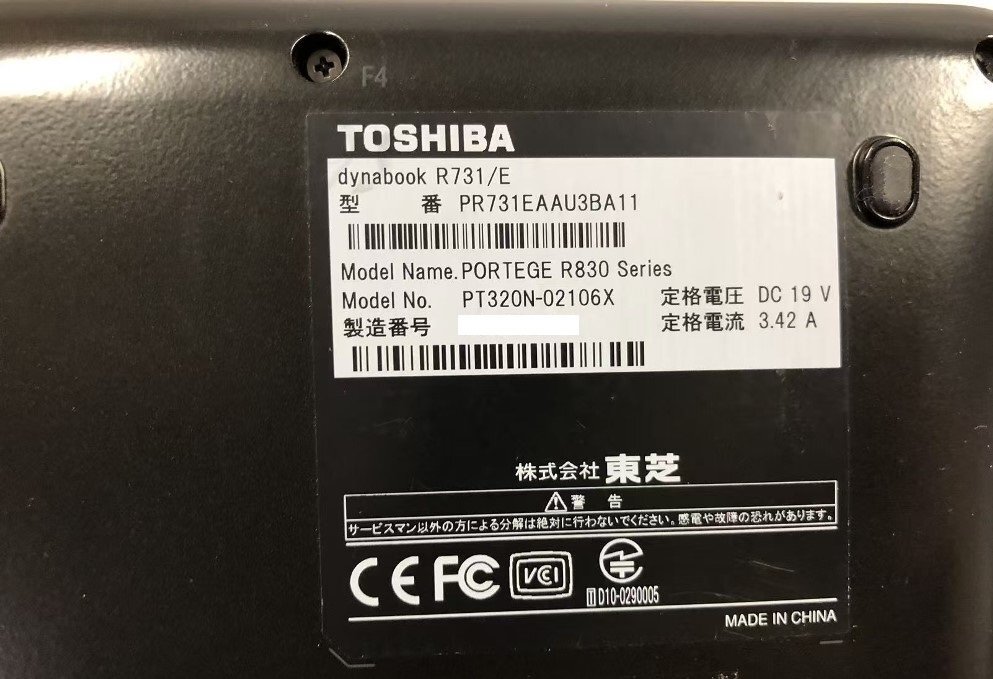 F4
TOSHIBA
dynabook R731/E
型 番 PR731EAAU3BA11
Model Name.PORTEGE R830 Series
Model No. PT320N-02106X 定格電圧 DC 19 V
製造番号 定格電流 3.42 A
株式会社 東芝
⚠警 告
サービスマン以外の方による分解は絶対に行わないでください。感電や故障の恐れがあります。
CE FC VCI
T D10-0290005
MADE IN CHINA